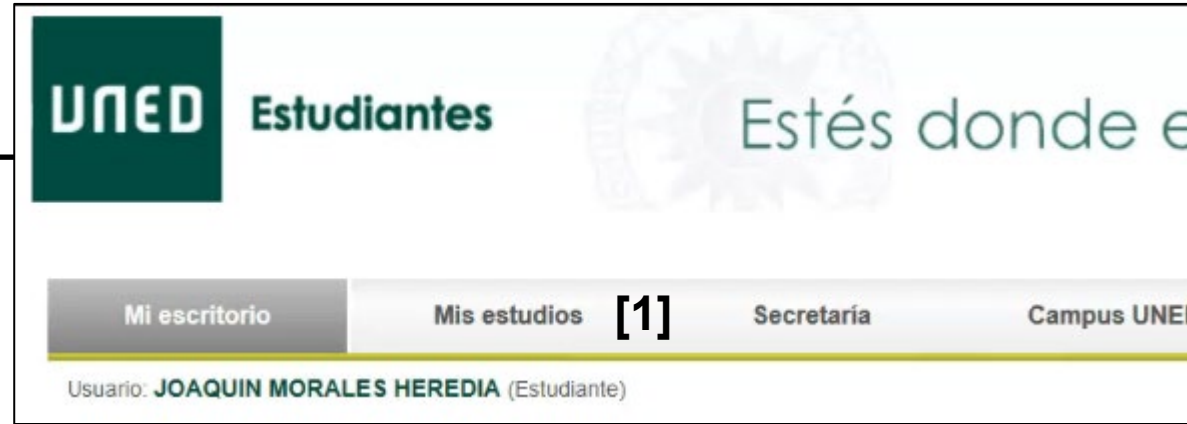 UNED Estudiantes Estés donde e
Mi escritorio Mis estudios [1] Secretaría Campus UNE
Usuario: JOAQUIN MORALES HEREDIA (Estudiante)